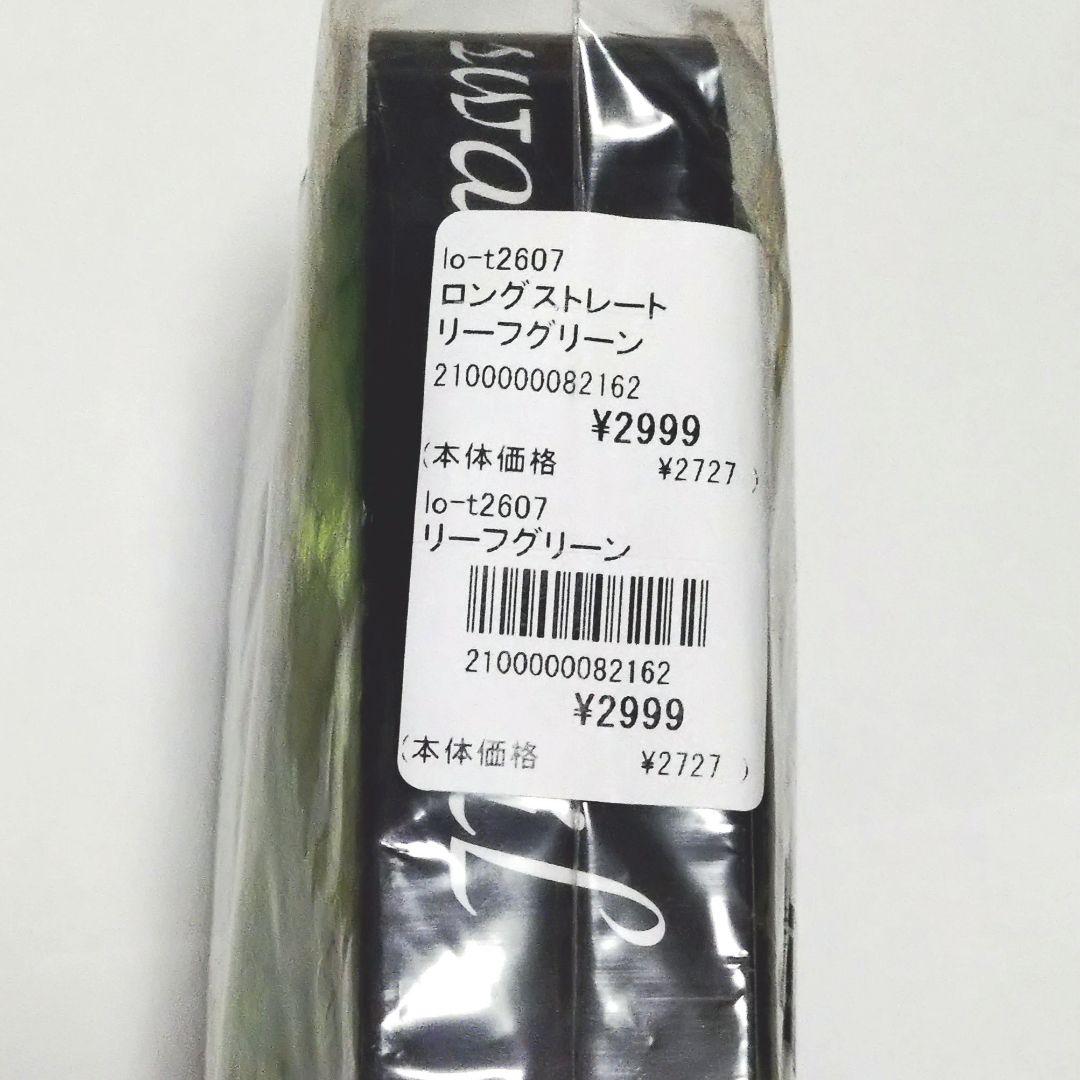 lo-t2607
ロングストレート
リーフグリーン
2100000082162
¥2999
(本体価格 ¥2727 )
lo-t2607
リーフグリーン
2100000082162
¥2999
(本体価格 ¥2727 )